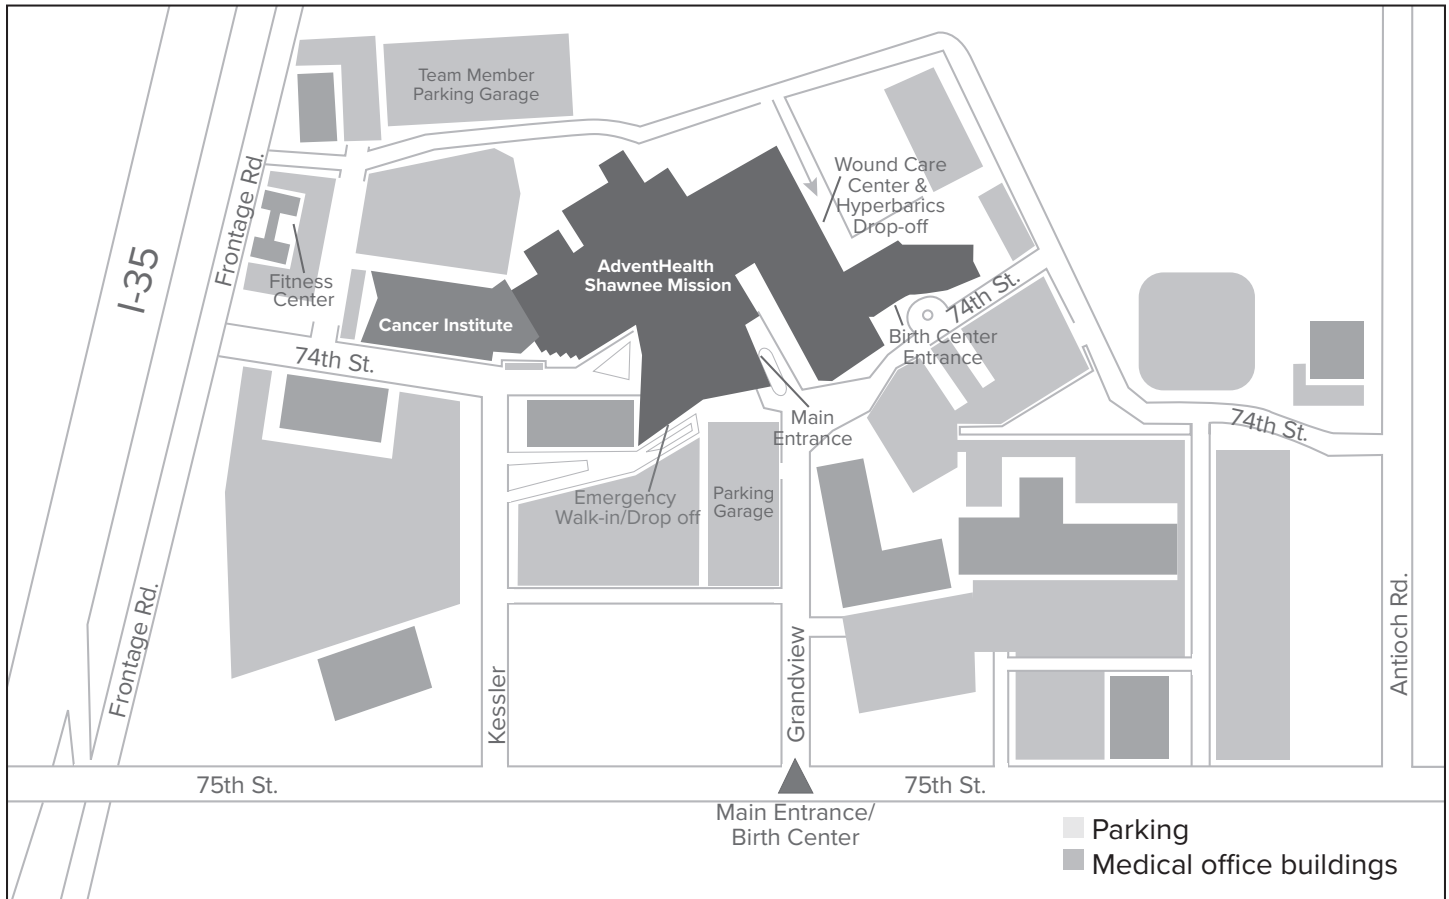 Team Member
Parking Garage
Frontage Rd.
Wound Care
Center &
Hyperbarics
Drop-off
I-35
Fitness
Center
AdventHealth
Shawnee Mission
Cancer Institute
74th St.
Birth Center
Entrance
74th St.
Main
Entrance
74th St.
Emergency
Walk-in/Drop off
Parking
Garage
Frontage Rd.
Kessler
Grandview
Antioch Rd.
75th St.
75th St.
Main Entrance/
Birth Center
Parking
Medical office buildings